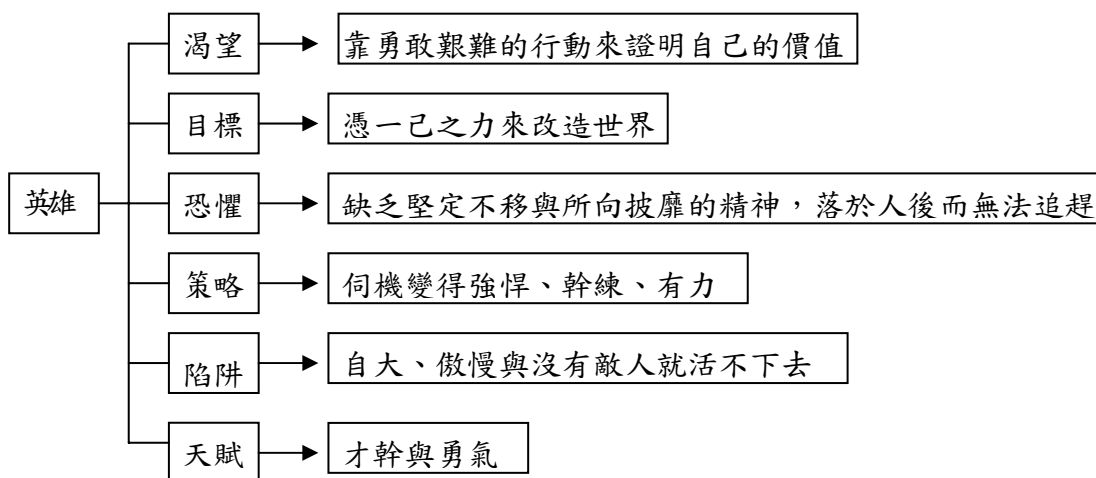 渴望 靠勇敢艱難的行動來證明自己的價值
目標 憑一己之力來改造世界
英雄 恐懼 缺乏堅定不移與所向披靡的精神，落於人後而無法追趕
策略 伺機變得強悍、幹練、有力
陷阱 自大、傲慢與沒有敵人就活不下去
天賦 才幹與勇氣